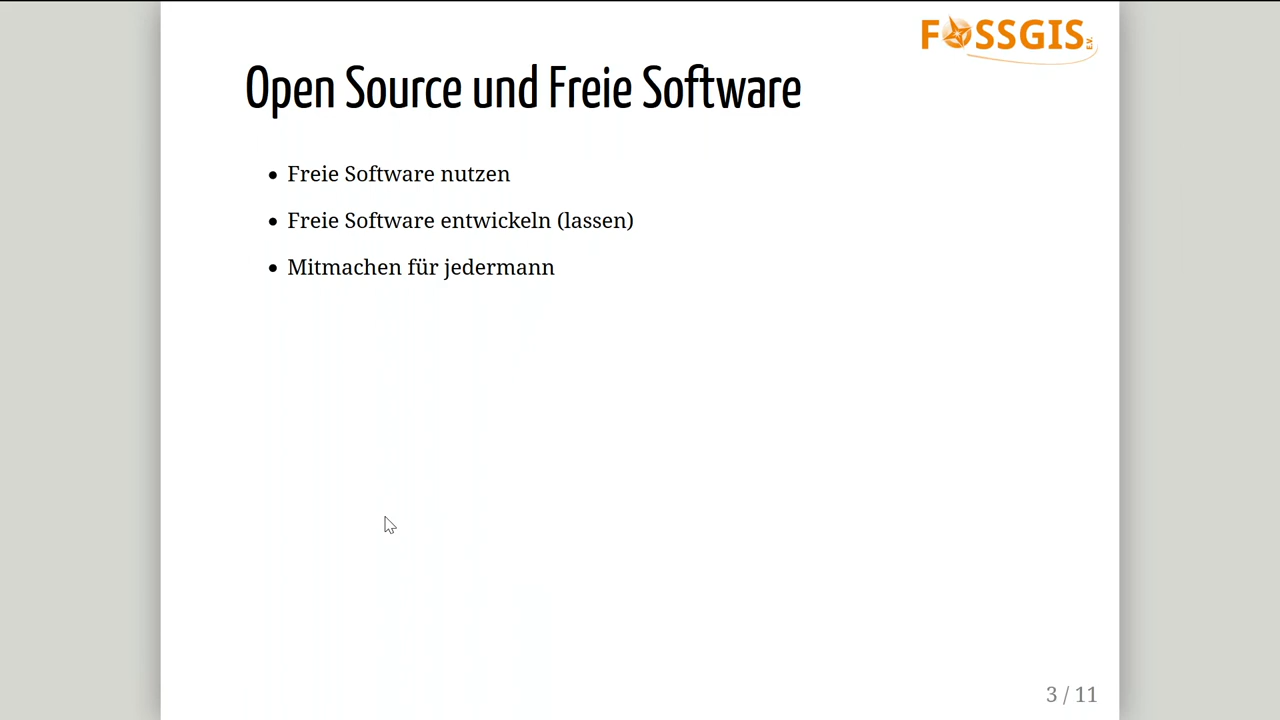 FOSSGIS e.V.
Open Source und Freie Software
Freie Software nutzen
Freie Software entwickeln (lassen)
Mitmachen für jedermann
3 / 11